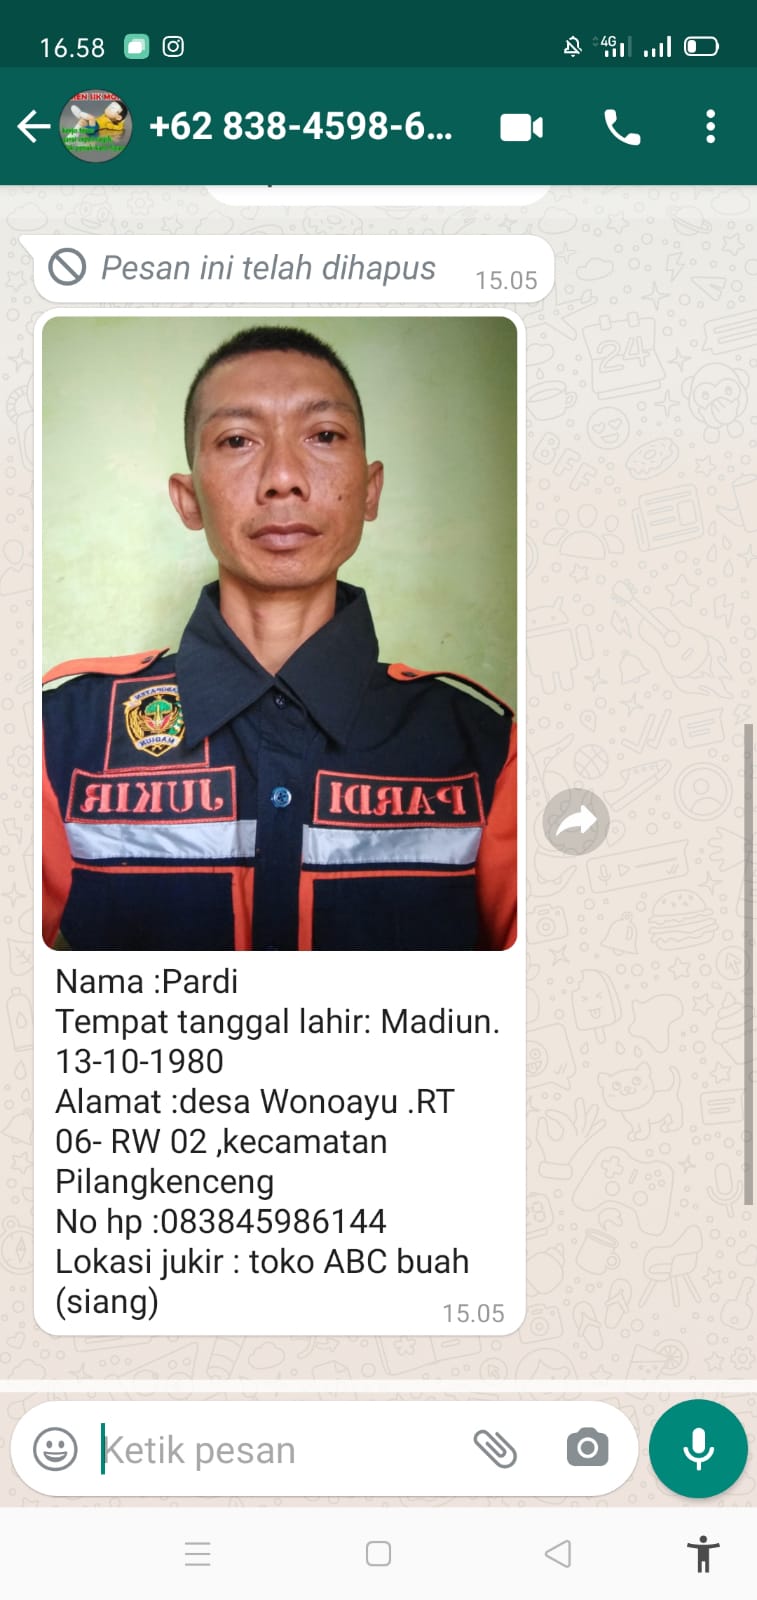 16.58
4G
+62 838-4598-6...
Pesan ini telah dihapus
15.05
MADIUN
JUKIR
PARDI
Nama :Pardi
Tempat tanggal lahir: Madiun.
13-10-1980
Alamat :desa Wonoayu .RT
06- RW 02 ,kecamatan
Pilangkenceng
No hp :083845986144
Lokasi jukir : toko ABC buah
(siang)
15.05
Ketik pesan